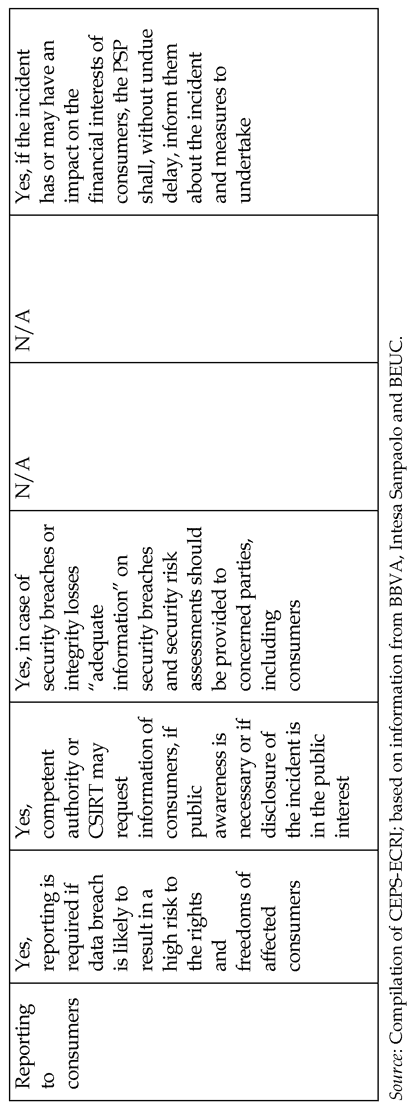 Reporting
to
consumers
Yes,
reporting is
required if
data breach
is likely to
result in a
high risk to
the rights
and
freedoms of
affected
consumers
Yes,
competent
authority or
CSIRT may
request
information of
consumers, if
public
awareness is
necessary or if
disclosure of
the incident is
in the public
interest
Yes, in case of
security breaches or
integrity losses
“adequate
information” on
security breaches
and security risk
assessments should
be provided to
concerned parties,
including
consumers
N/A
N/A
Yes, if the incident
has or may have an
impact on the
financial interests of
consumers, the PSP
shall, without undue
delay, inform them
about the incident
and measures to
undertake
Source: Compilation of CEPS-ECRI; based on information from BBVA, Intesa Sanpaolo and BEUC.